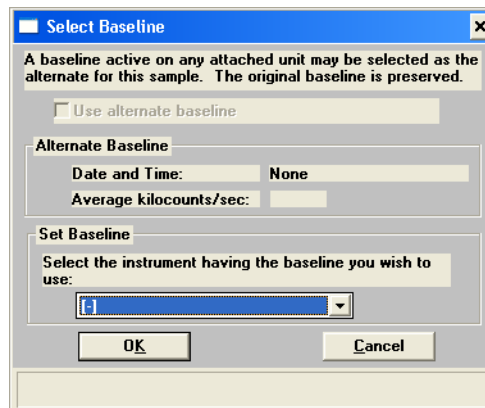 Select Baseline
A baseline active on any attached unit may be selected as the
alternate for this sample. The original baseline is preserved.
Use alternate baseline
Alternate Baseline
Date and Time: None
Average kilocounts/sec:
Set Baseline
Select the instrument having the baseline you wish to
use:
[-]
OK Cancel